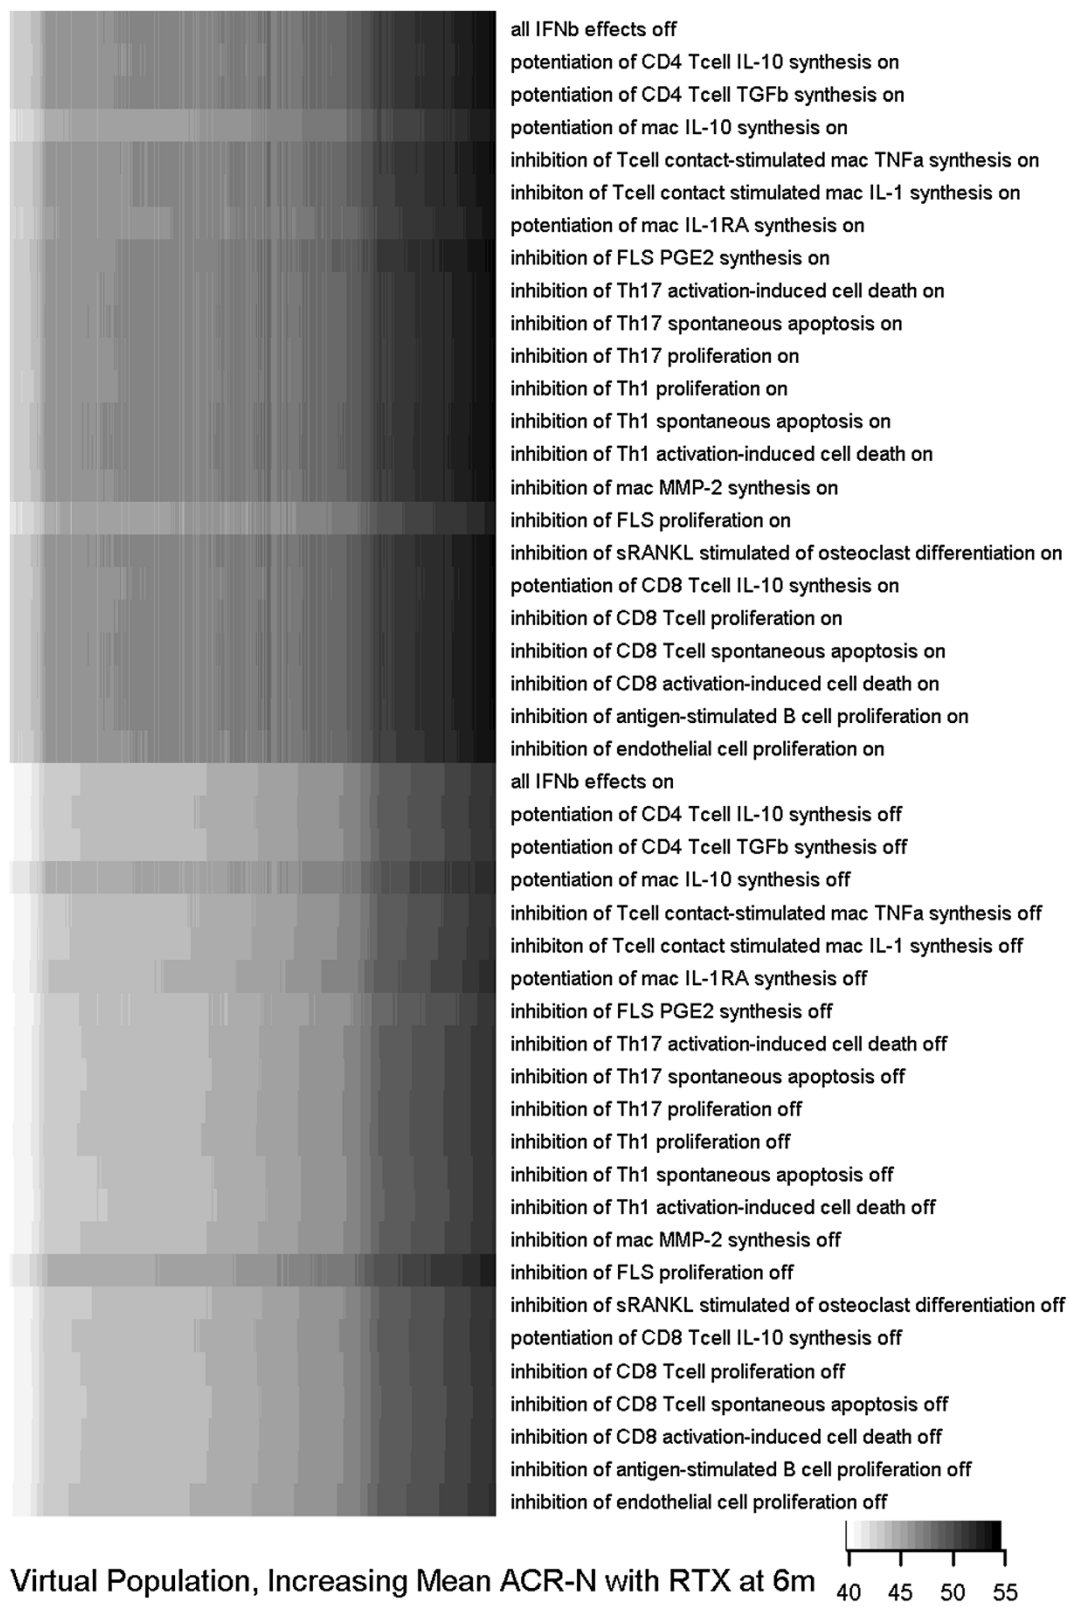 all IFNb effects off
potentiation of CD4 Tcell IL-10 synthesis on
potentiation of CD4 Tcell TGFb synthesis on
potentiation of mac IL-10 synthesis on
inhibition of Tcell contact-stimulated mac TNFa synthesis on
inhibiton of Tcell contact stimulated mac IL-1 synthesis on
potentiation of mac IL-1RA synthesis on
inhibition of FLS PGE2 synthesis on
inhibition of Th17 activation-induced cell death on
inhibition of Th17 spontaneous apoptosis on
inhibition of Th17 proliferation on
inhibition of Th1 proliferation on
inhibition of Th1 spontaneous apoptosis on
inhibition of Th1 activation-induced cell death on
inhibition of mac MMP-2 synthesis on
inhibition of FLS proliferation on
inhibition of sRANKL stimulated of osteoclast differentiation on
potentiation of CD8 Tcell IL-10 synthesis on
inhibition of CD8 Tcell proliferation on
inhibition of CD8 Tcell spontaneous apoptosis on
inhibition of CD8 activation-induced cell death on
inhibition of antigen-stimulated B cell proliferation on
inhibition of endothelial cell proliferation on
all IFNb effects on
potentiation of CD4 Tcell IL-10 synthesis off
potentiation of CD4 Tcell TGFb synthesis off
potentiation of mac IL-10 synthesis off
inhibition of Tcell contact-stimulated mac TNFa synthesis off
inhibiton of Tcell contact stimulated mac IL-1 synthesis off
potentiation of mac IL-1RA synthesis off
inhibition of FLS PGE2 synthesis off
inhibition of Th17 activation-induced cell death off
inhibition of Th17 spontaneous apoptosis off
inhibition of Th17 proliferation off
inhibition of Th1 proliferation off
inhibition of Th1 spontaneous apoptosis off
inhibition of Th1 activation-induced cell death off
inhibition of mac MMP-2 synthesis off
inhibition of FLS proliferation off
inhibition of sRANKL stimulated of osteoclast differentiation off
potentiation of CD8 Tcell IL-10 synthesis off
inhibition of CD8 Tcell proliferation off
inhibition of CD8 Tcell spontaneous apoptosis off
inhibition of CD8 activation-induced cell death off
inhibition of antigen-stimulated B cell proliferation off
inhibition of endothelial cell proliferation off
Virtual Population, Increasing Mean ACR-N with RTX at 6m
40 45 50 55